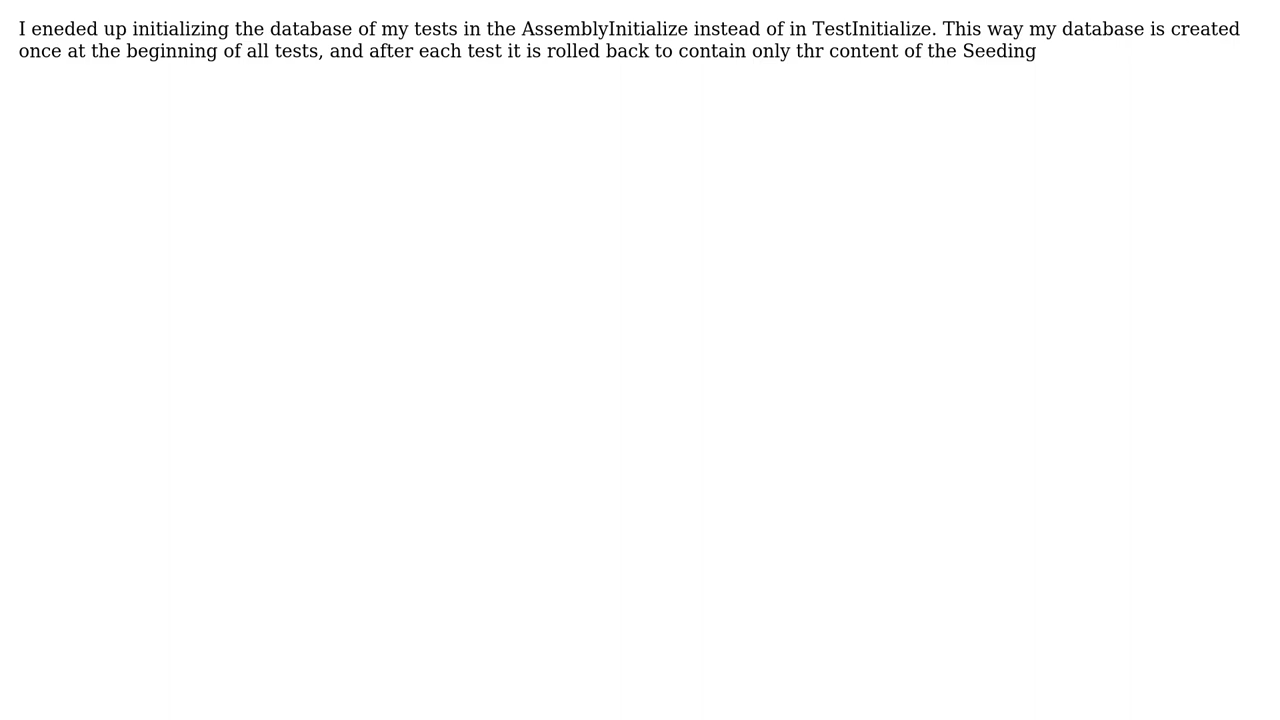 I eneded up initializing the database of my tests in the AssemblyInitialize instead of in TestInitialize. This way my database is created
once at the beginning of all tests, and after each test it is rolled back to contain only thr content of the Seeding